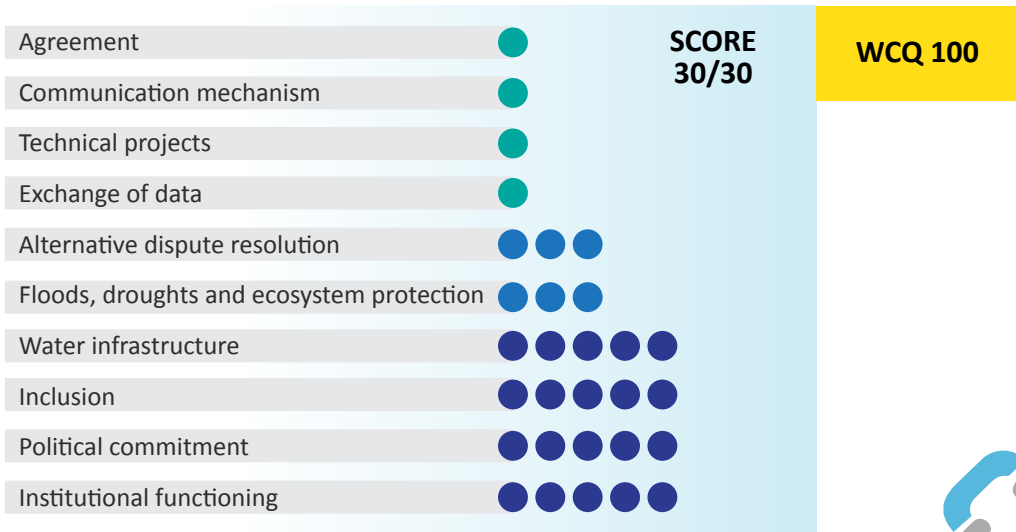 Agreement
Communication mechanism
Technical projects
Exchange of data
Alternative dispute resolution
Floods, droughts and ecosystem protection
Water infrastructure
Inclusion
Political commitment
Institutional functioning
SCORE
30/30
WCQ 100